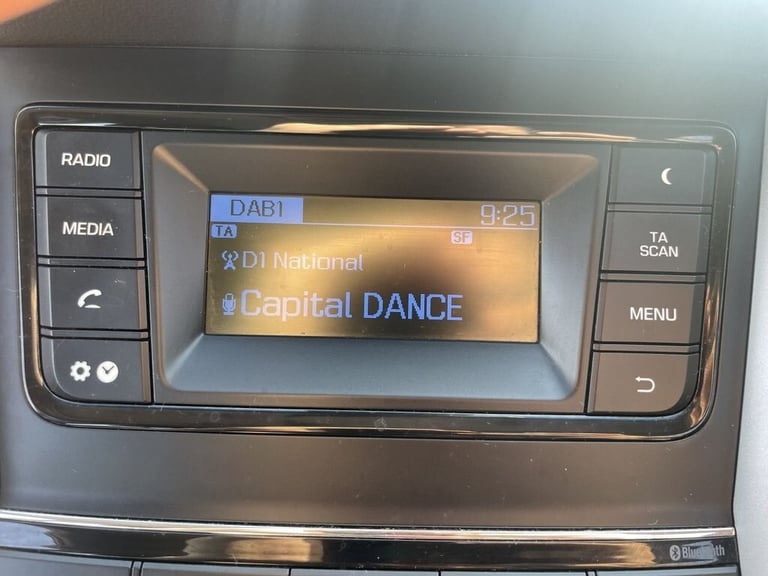 RADIO
MEDIA
DAB1
9:25
TA
SF
D1 National
Capital DANCE
TA
SCAN
MENU
Bluetooth